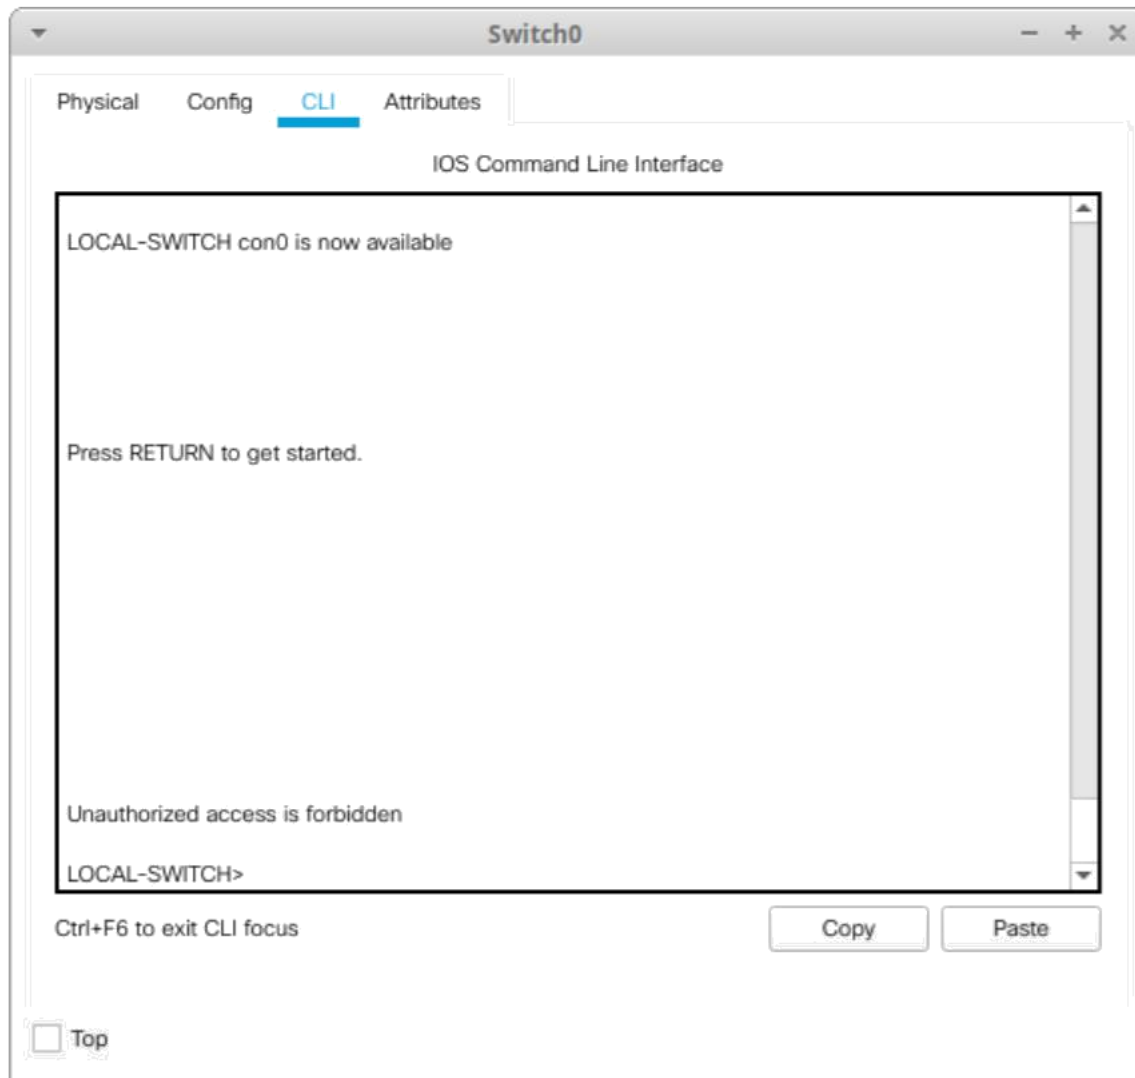 Switch0
Physical Config CLI Attributes
IOS Command Line Interface
LOCAL-SWITCH con0 is now available
Press RETURN to get started.
Unauthorized access is forbidden
LOCAL-SWITCH>
Ctrl+F6 to exit CLI focus
Copy Paste
Top